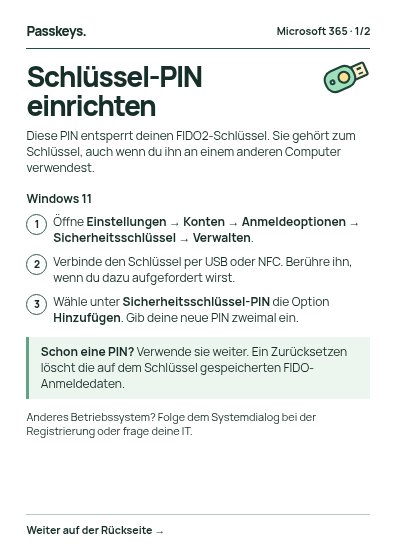 Passkeys.
Microsoft 365 · 1/2
Schlüssel-PIN
einrichten
Diese PIN entsperrt deinen FIDO2-Schlüssel. Sie gehört zum
Schlüssel, auch wenn du ihn an einem anderen Computer
verwendest.
Windows 11
1 Öffne Einstellungen → Konten → Anmeldeoptionen →
Sicherheitsschlüssel → Verwalten.
2 Verbinde den Schlüssel per USB oder NFC. Berühre ihn,
wenn du dazu aufgefordert wirst.
3 Wähle unter Sicherheitsschlüssel-PIN die Option
Hinzufügen. Gib deine neue PIN zweimal ein.
Schon eine PIN? Verwende sie weiter. Ein Zurücksetzen
löscht die auf dem Schlüssel gespeicherten FIDO-
Anmeldedaten.
Anderes Betriebssystem? Folge dem Systemdialog bei der
Registrierung oder frage deine IT.
Weiter auf der Rückseite →